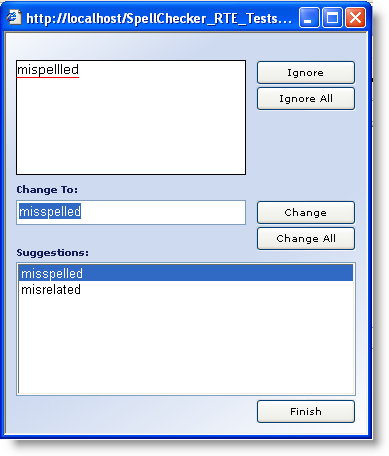 http://localhost/SpellChecker_RTE_Tests...
mispellled
Ignore
Ignore All
Change To:
misspelled
Change
Change All
Suggestions:
misspelled
misrelated
Finish